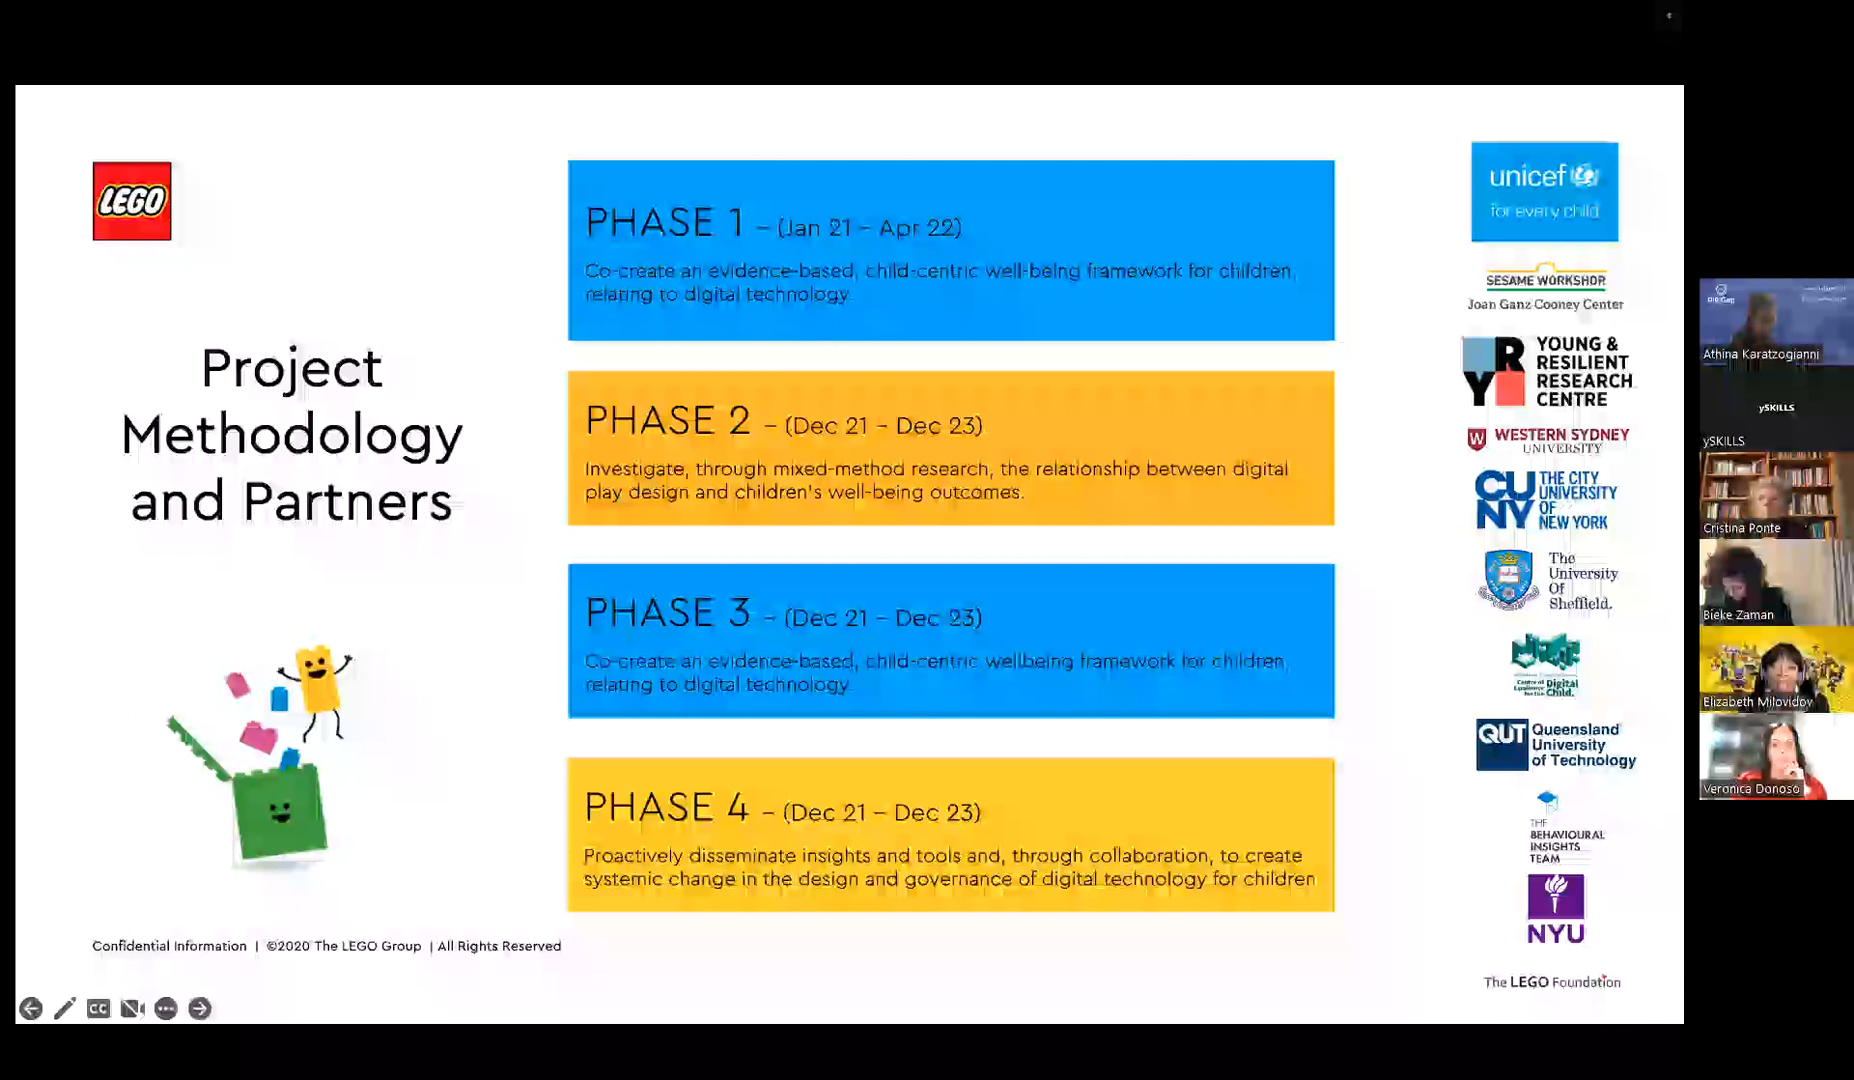 LEGO
Project
Methodology
and Partners
PHASE 1 – (Jan 21 – Apr 22)
Co-create an evidence-based, child-centric well-being framework for children,
relating to digital technology
PHASE 2 – (Dec 21 – Dec 23)
Investigate, through mixed-method research, the relationship between digital
play design and children's well-being outcomes.
PHASE 3 – (Dec 21 – Dec 23)
Co-create an evidence-based, child-centric wellbeing framework for children,
relating to digital technology
PHASE 4 – (Dec 21 – Dec 23)
Proactively disseminate insights and tools and, through collaboration, to create
systemic change in the design and governance of digital technology for children
Confidential Information | ©2020 The LEGO Group | All Rights Reserved
CC
unicef
for every child
SESAME WORKSHOP
Joan Ganz Cooney Center
YR
YOUNG &
RESILIENT
RESEARCH
CENTRE
W
WESTERN SYDNEY
UNIVERSITY
CUNY
THE CITY
UNIVERSITY
OF
NEW YORK
The
University
Of
Sheffield.
Centre of
Excellence
for the
Digital
Child.
QUT
Queensland
University
of Technology
THE
BEHAVIOURAL
INSIGHTS
TEAM
NYU
The LEGO Foundation
Athina Karatzogianni
ySKILLS
ySKILLS
Cristina Ponte
Bieke Zaman
Elizabeth Milovidov
Veronica Donoso